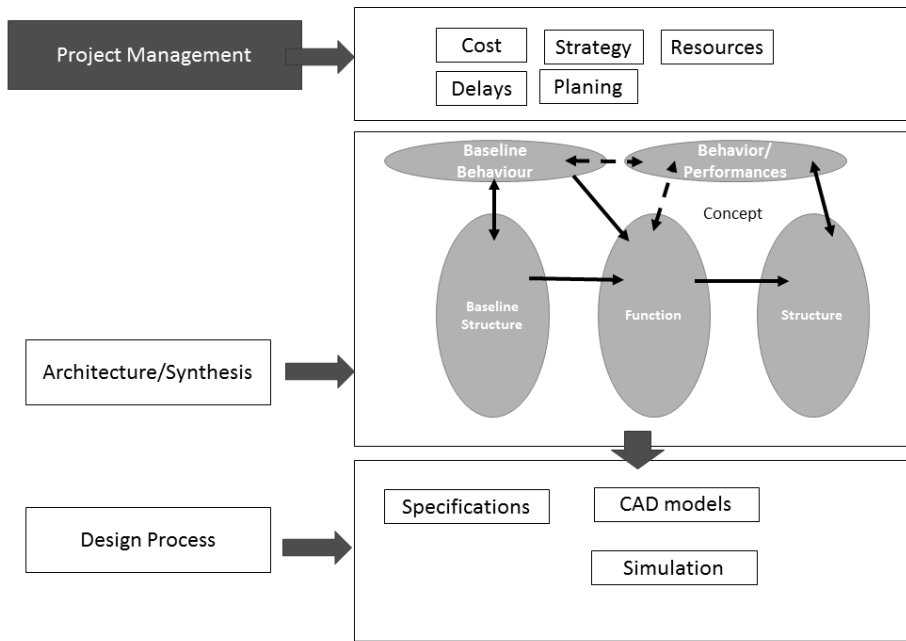 Project Management
Cost
Strategy
Resources
Delays
Planing
Baseline
Behaviour
Behavior/
Performances
Concept
Baseline
Structure
Function
Structure
Architecture/Synthesis
Specifications
CAD models
Design Process
Simulation